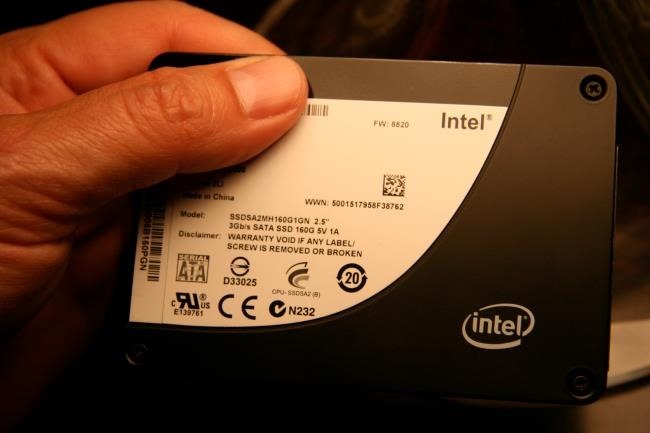 Intel®
FW: 8820
in China
WWN: 5001517958F38762
Model: SSDSA2MH160G1GN 2.5"
3Gb/s SATA SSD 160G 5V 1A
Disclaimer: WARRANTY VOID IF ANY LABEL/
SCREW IS REMOVED OR BROKEN
SERIAL
ATA
D33025
CPU- SSDSA2 (B)
20
C UL® US
E139761
CE
N232
intel®